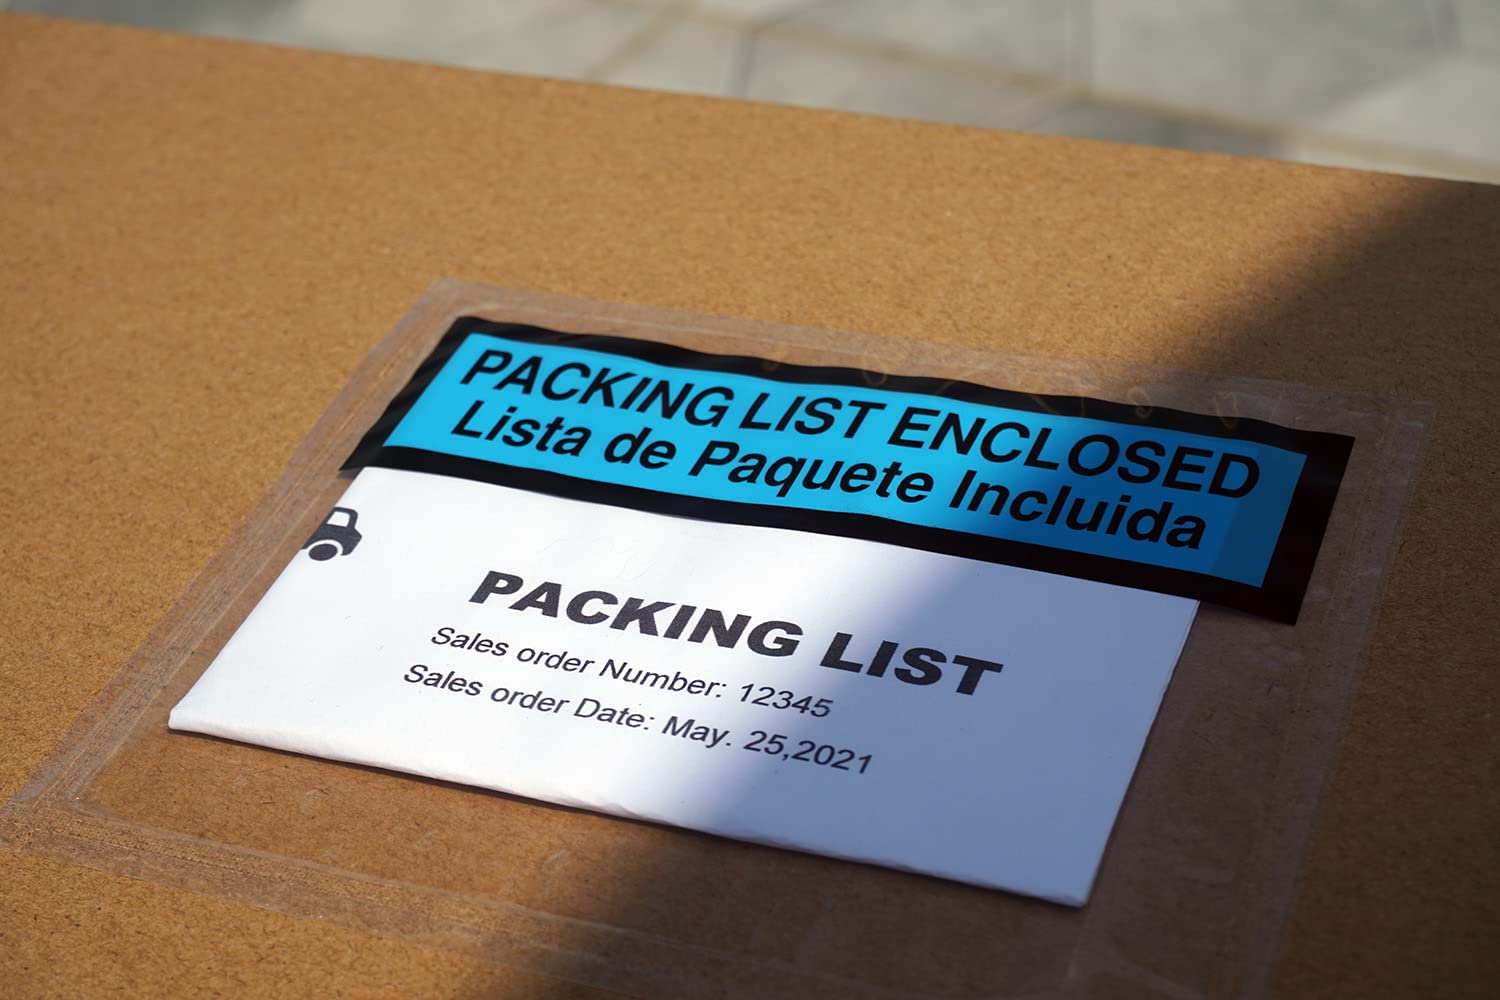 PACKING LIST ENCLOSED
Lista de Paquete Incluida
PACKING LIST
Sales order Number: 12345
Sales order Date: May. 25,2021